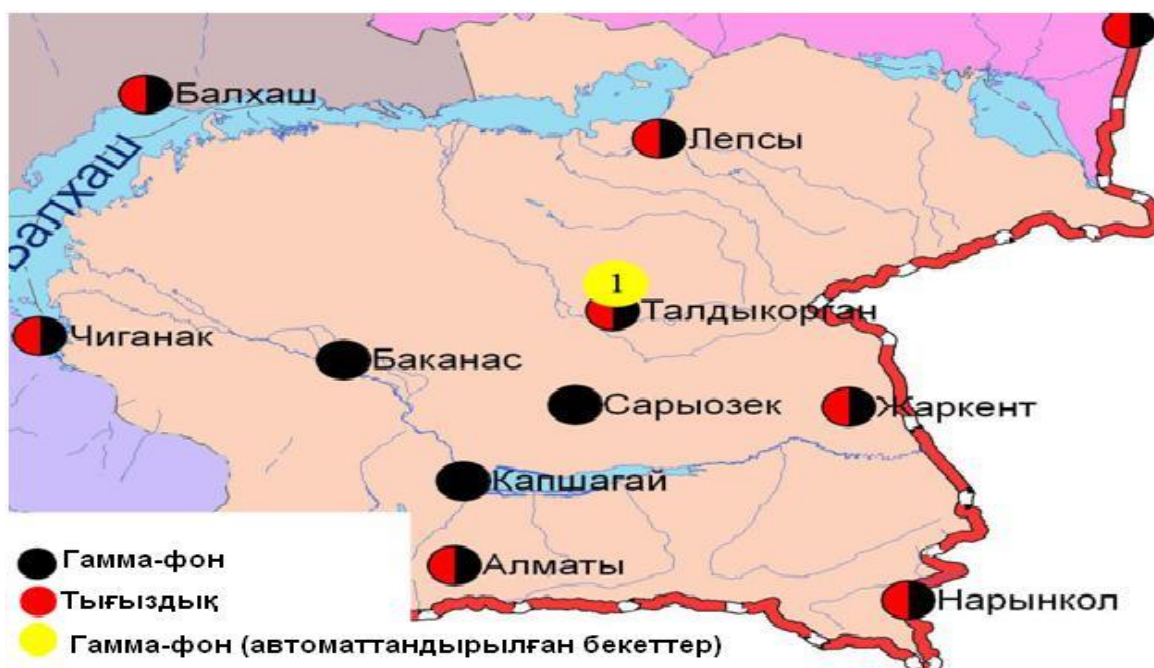 Балхаш
Лепсы
Балхаш
1
Талдыкорган
Чиганак
Баканас
Сарыозек
Жаркент
Капшагай
Алматы
Нарынкол
Гамма-фон
Тығыздық
Гамма-фон (автоматтандырылған бекеттер)